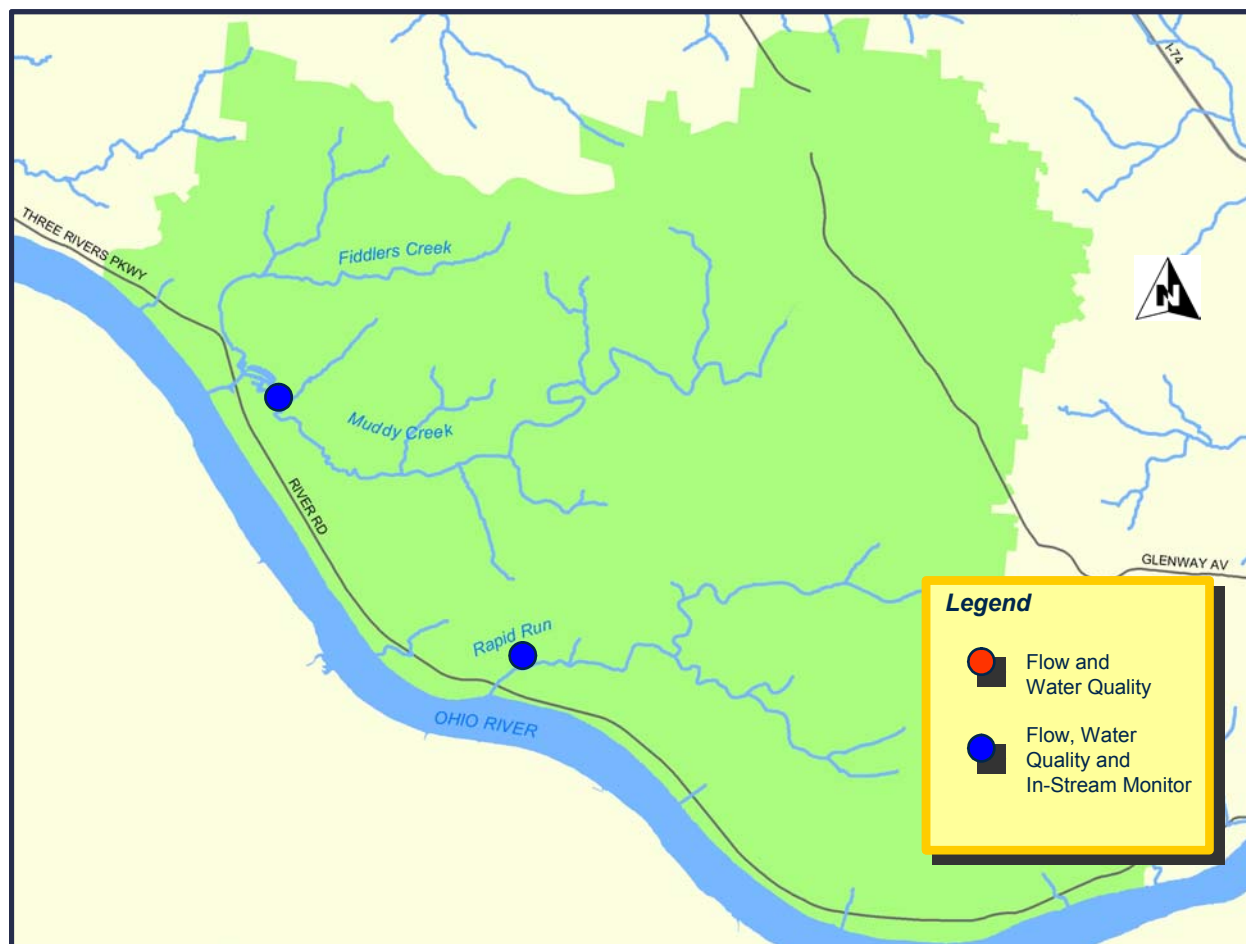 I-74
THREE RIVERS PKWY
Fiddlers Creek
N
Muddy Creek
RIVER RD
GLENWAY AV
Rapid Run
OHIO RIVER
Legend
Flow and
Water Quality
Flow, Water
Quality and
In-Stream Monitor